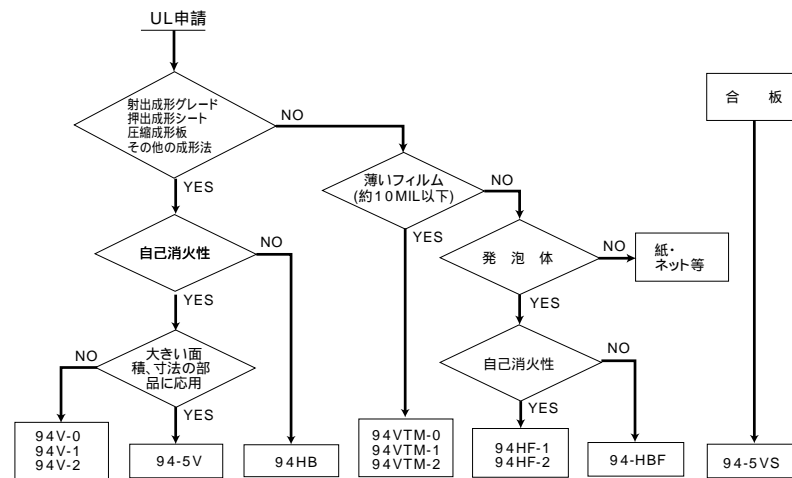 UL申請
射出成形グレード
押出成形シート
圧縮成形板
その他の成形法
NO
YES
合 板
薄いフィルム
(約10MIL以下)
NO
YES
自己消火性
NO
YES
発 泡 体
NO
YES
紙・
ネット等
大きい面
積、寸法の部
品に応用
NO
YES
自己消火性
NO
YES
94V-0
94V-1
94V-2
94-5V
94HB
94VTM-0
94VTM-1
94VTM-2
94HF-1
94HF-2
94-HBF
94-5VS